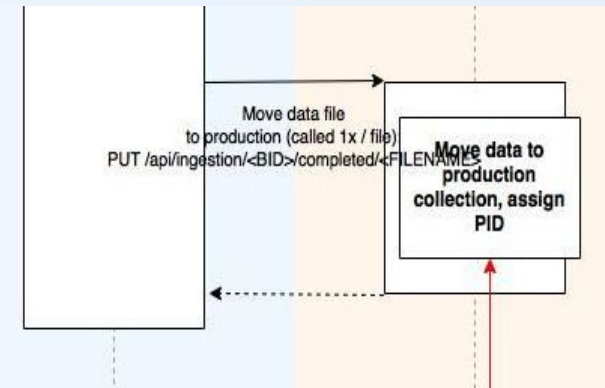 Move data file
to production (called 1x / file)
PUT /api/ingestion/<BID>/completed/<FILENAME>
Move data to
production
collection, assign
PID